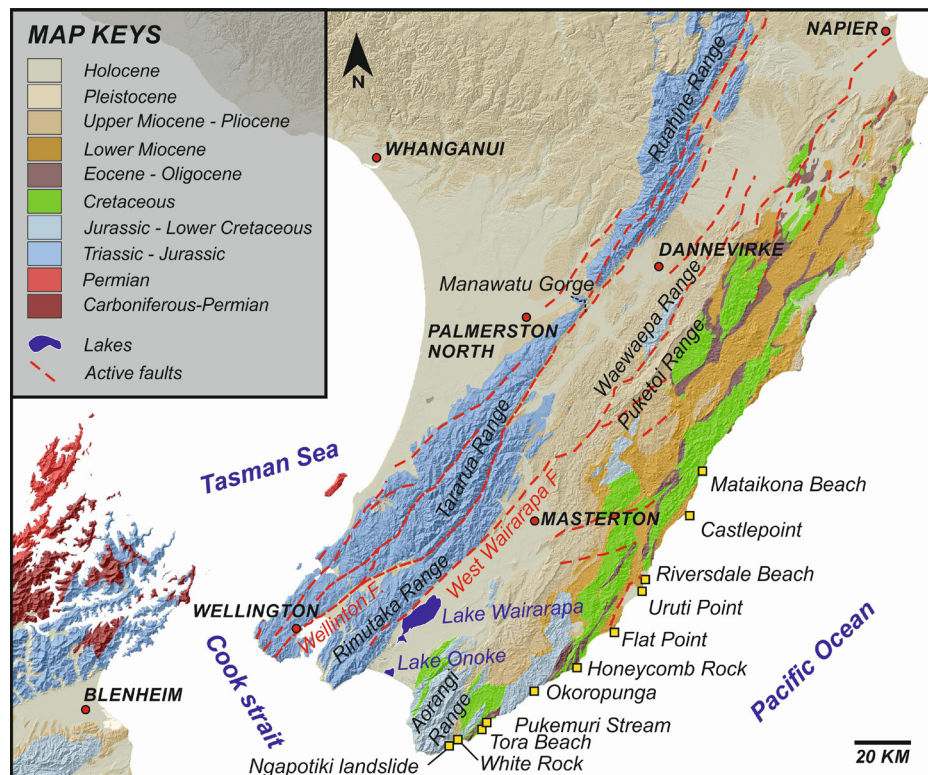 MAP KEYS
Holocene
Pleistocene
Upper Miocene - Pliocene
Lower Miocene
Eocene - Oligocene
Cretaceous
Jurassic - Lower Cretaceous
Triassic - Jurassic
Permian
Carboniferous-Permian
Lakes
Active faults
N
NAPIER
WHANGANUI
Ruahine Range
DANNEVIRKE
Manawatu Gorge
PALMERSTON
NORTH
Waewaepa Range
Puketoi Range
Tasman Sea
Tararua Range
Mataikona Beach
MASTERTON
Castlepoint
West Wairarapa F.
Riversdale Beach
Uruti Point
WELLINGTON
Wellinton F.
Rimutaka Range
Lake Wairarapa
Flat Point
Pacific Ocean
Cook strait
Lake Onoke
Honeycomb Rock
Okoropunga
BLENHEIM
Aorangi
Range
Pukemuri Stream
Tora Beach
White Rock
Ngapotiki landslide
20 KM